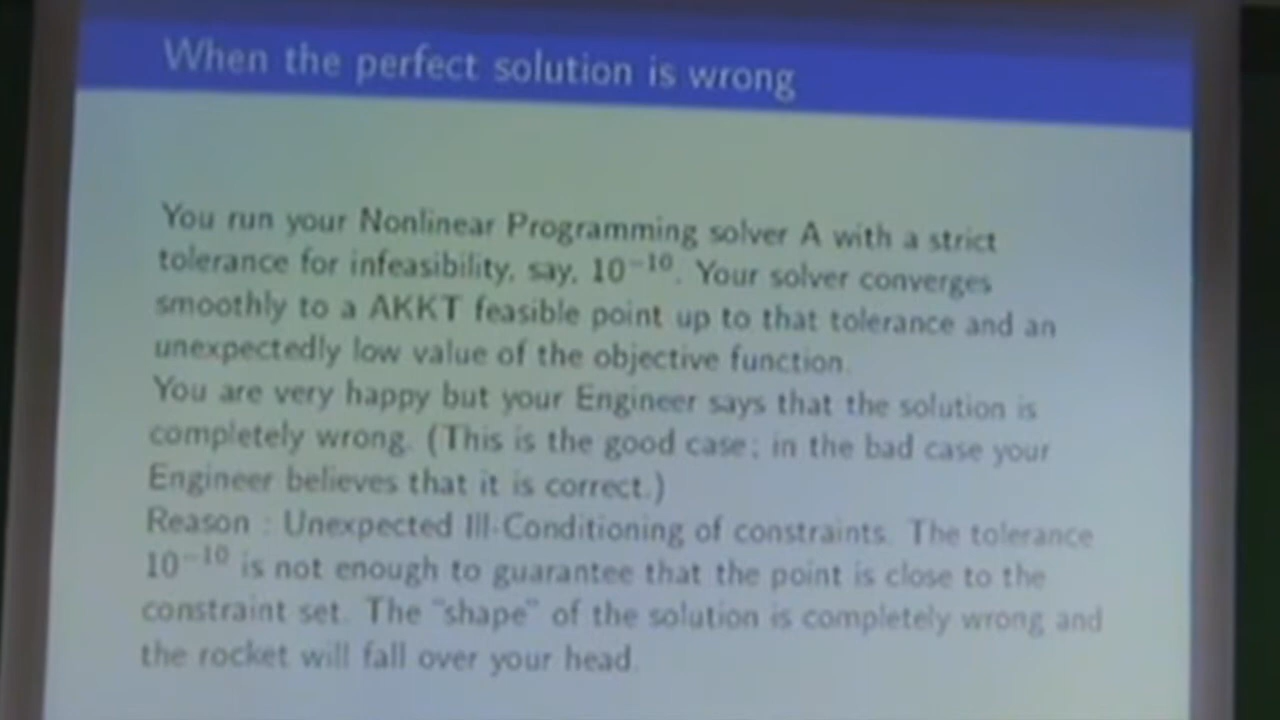 When the perfect solution is wrong
You run your Nonlinear Programming solver A with a strict
tolerance for infeasibility, say, 10⁻¹⁰. Your solver converges
smoothly to a AKKT feasible point up to that tolerance and an
unexpectedly low value of the objective function.
You are very happy but your Engineer says that the solution is
completely wrong. (This is the good case; in the bad case your
Engineer believes that it is correct.)
Reason : Unexpected Ill-Conditioning of constraints. The tolerance
10⁻¹⁰ is not enough to guarantee that the point is close to the
constraint set. The "shape" of the solution is completely wrong and
the rocket will fall over your head.